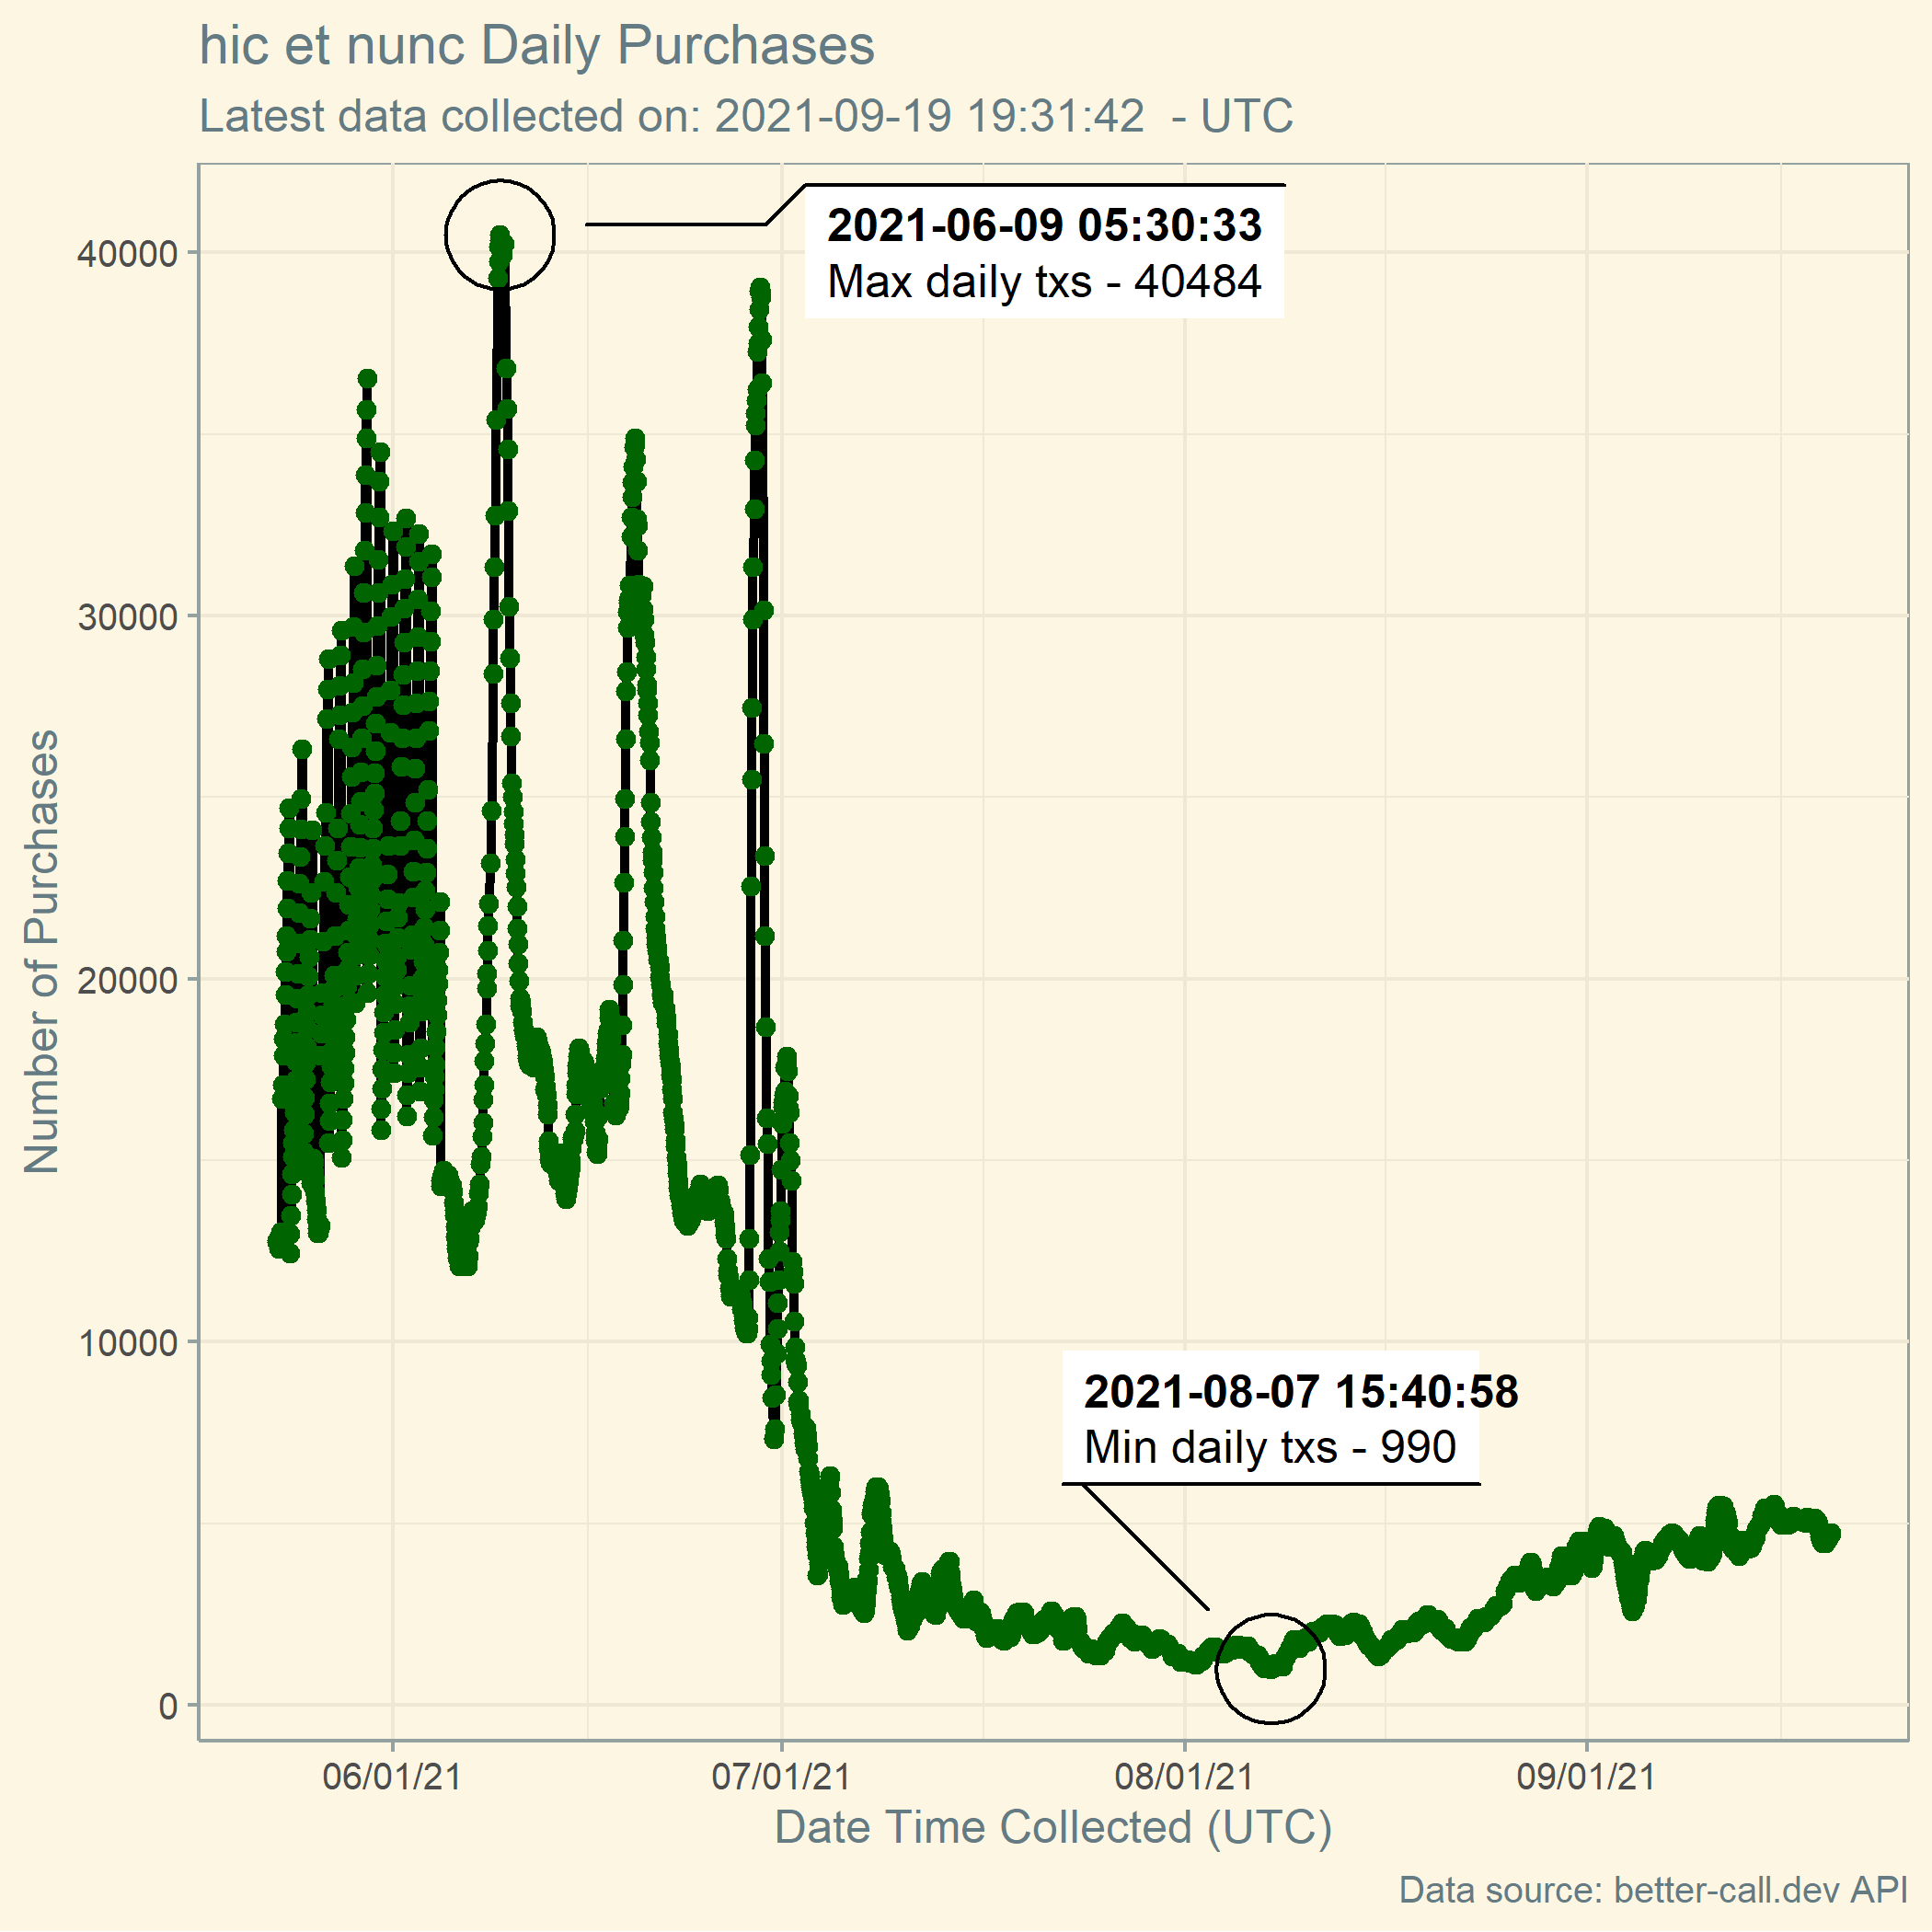 hic et nunc Daily Purchases
Latest data collected on: 2021-09-19 19:31:42  - UTC
2021-06-09 05:30:33
Max daily txs - 40484
40000
30000
20000
10000
0
Number of Purchases
2021-08-07 15:40:58
Min daily txs - 990
06/01/21 07/01/21 08/01/21 09/01/21
Date Time Collected (UTC)
Data source: better-call.dev API